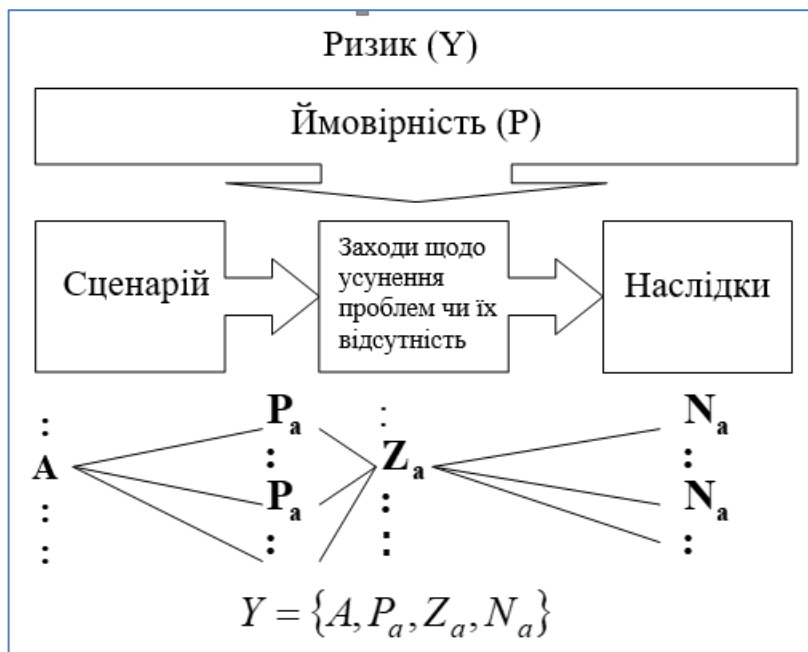 Ризик (Y)
Ймовірність (Р)
Сценарій
Заходи щодо
усунення
проблем чи їх
відсутність
Наслідки
:
A
:
:
Pa
:
Pa
:
:
Za
:
:
Na
:
Na
:
Y = {A, Pa, Za, Na}